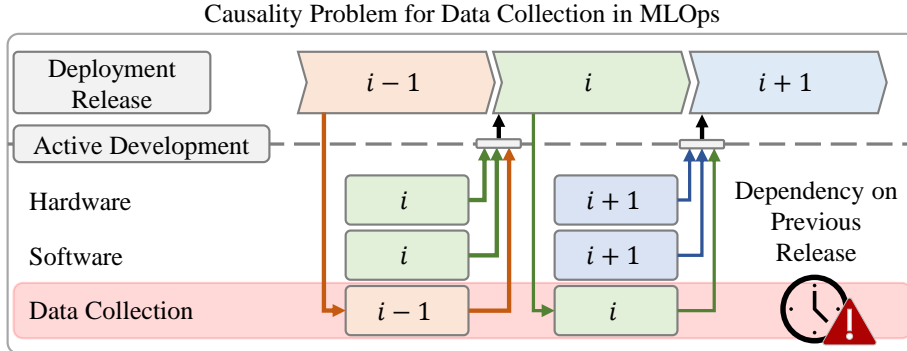 Causality Problem for Data Collection in MLOps
Deployment
Release
i − 1
i
i + 1
Active Development
Hardware
i
i + 1
Software
i
i + 1
Data Collection
i − 1
i
Dependency on
Previous
Release